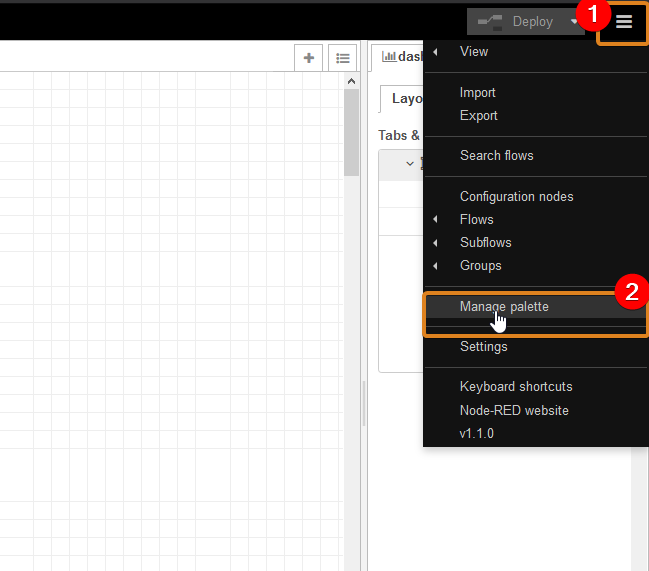 1
Deploy
View
dash
Layo
Import
Export
Tabs &
Search flows
Configuration nodes
Flows
Subflows
Groups
2
Manage palette
Settings
Keyboard shortcuts
Node-RED website
v1.1.0